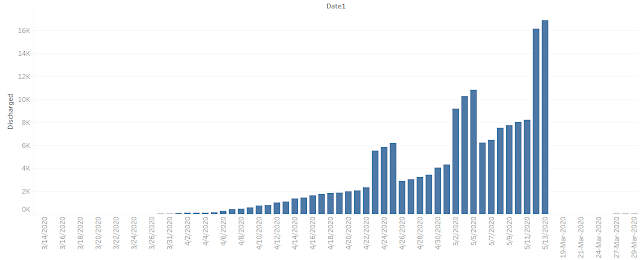 Date1
16K
14K
12K
10K
8K
6K
4K
2K
0K
Discharged
3/14/2020
3/16/2020
3/18/2020
3/20/2020
3/22/2020
3/24/2020
3/26/2020
3/31/2020
4/2/2020
4/4/2020
4/6/2020
4/8/2020
4/10/2020
4/12/2020
4/14/2020
4/16/2020
4/18/2020
4/20/2020
4/22/2020
4/24/2020
4/26/2020
4/28/2020
4/30/2020
5/2/2020
5/5/2020
5/7/2020
5/9/2020
5/11/2020
5/13/2020
19-Mar-2020
21-Mar-2020
24-Mar-2020
27-Mar-2020
29-Mar-2020